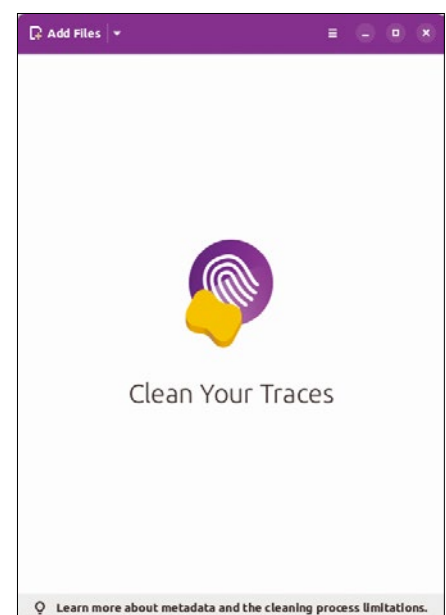 Add Files
Clean Your Traces
Learn more about metadata and the cleaning process limitations.